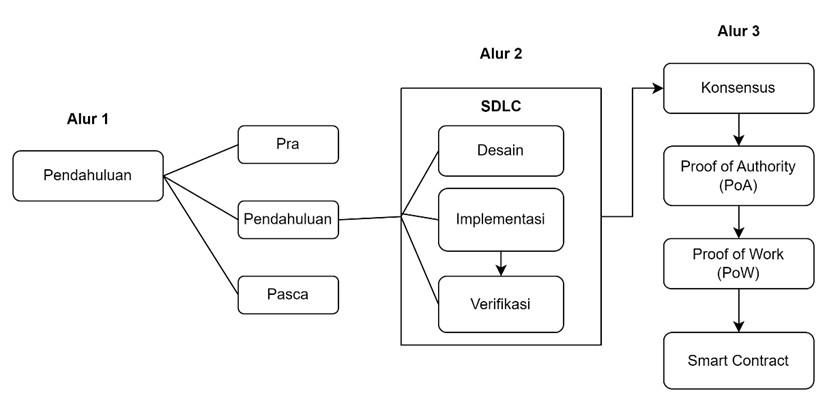 Alur 1
Pendahuluan
Pra
Pendahuluan
Pasca
Alur 2
SDLC
Desain
Implementasi
Verifikasi
Alur 3
Konsensus
Proof of Authority
(PoA)
Proof of Work
(PoW)
Smart Contract